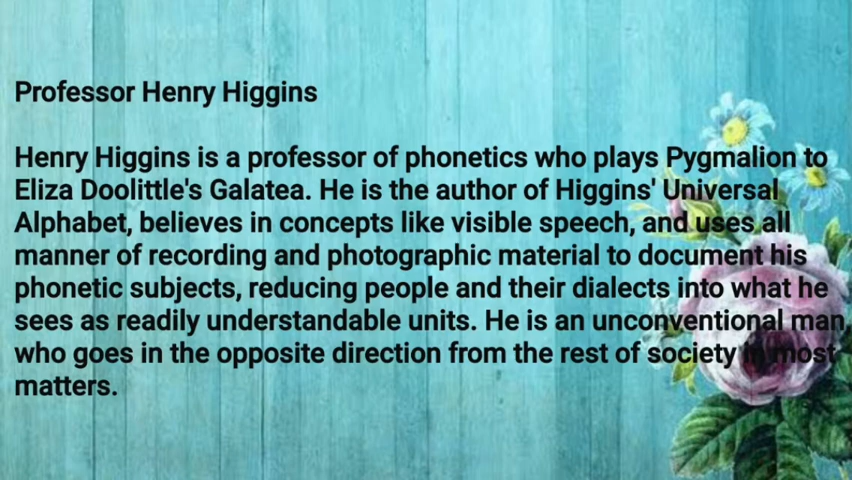 Professor Henry Higgins
Henry Higgins is a professor of phonetics who plays Pygmalion to
Eliza Doolittle's Galatea. He is the author of Higgins' Universal
Alphabet, believes in concepts like visible speech, and uses all
manner of recording and photographic material to document his
phonetic subjects, reducing people and their dialects into what he
sees as readily understandable units. He is an unconventional man,
who goes in the opposite direction from the rest of society in most
matters.